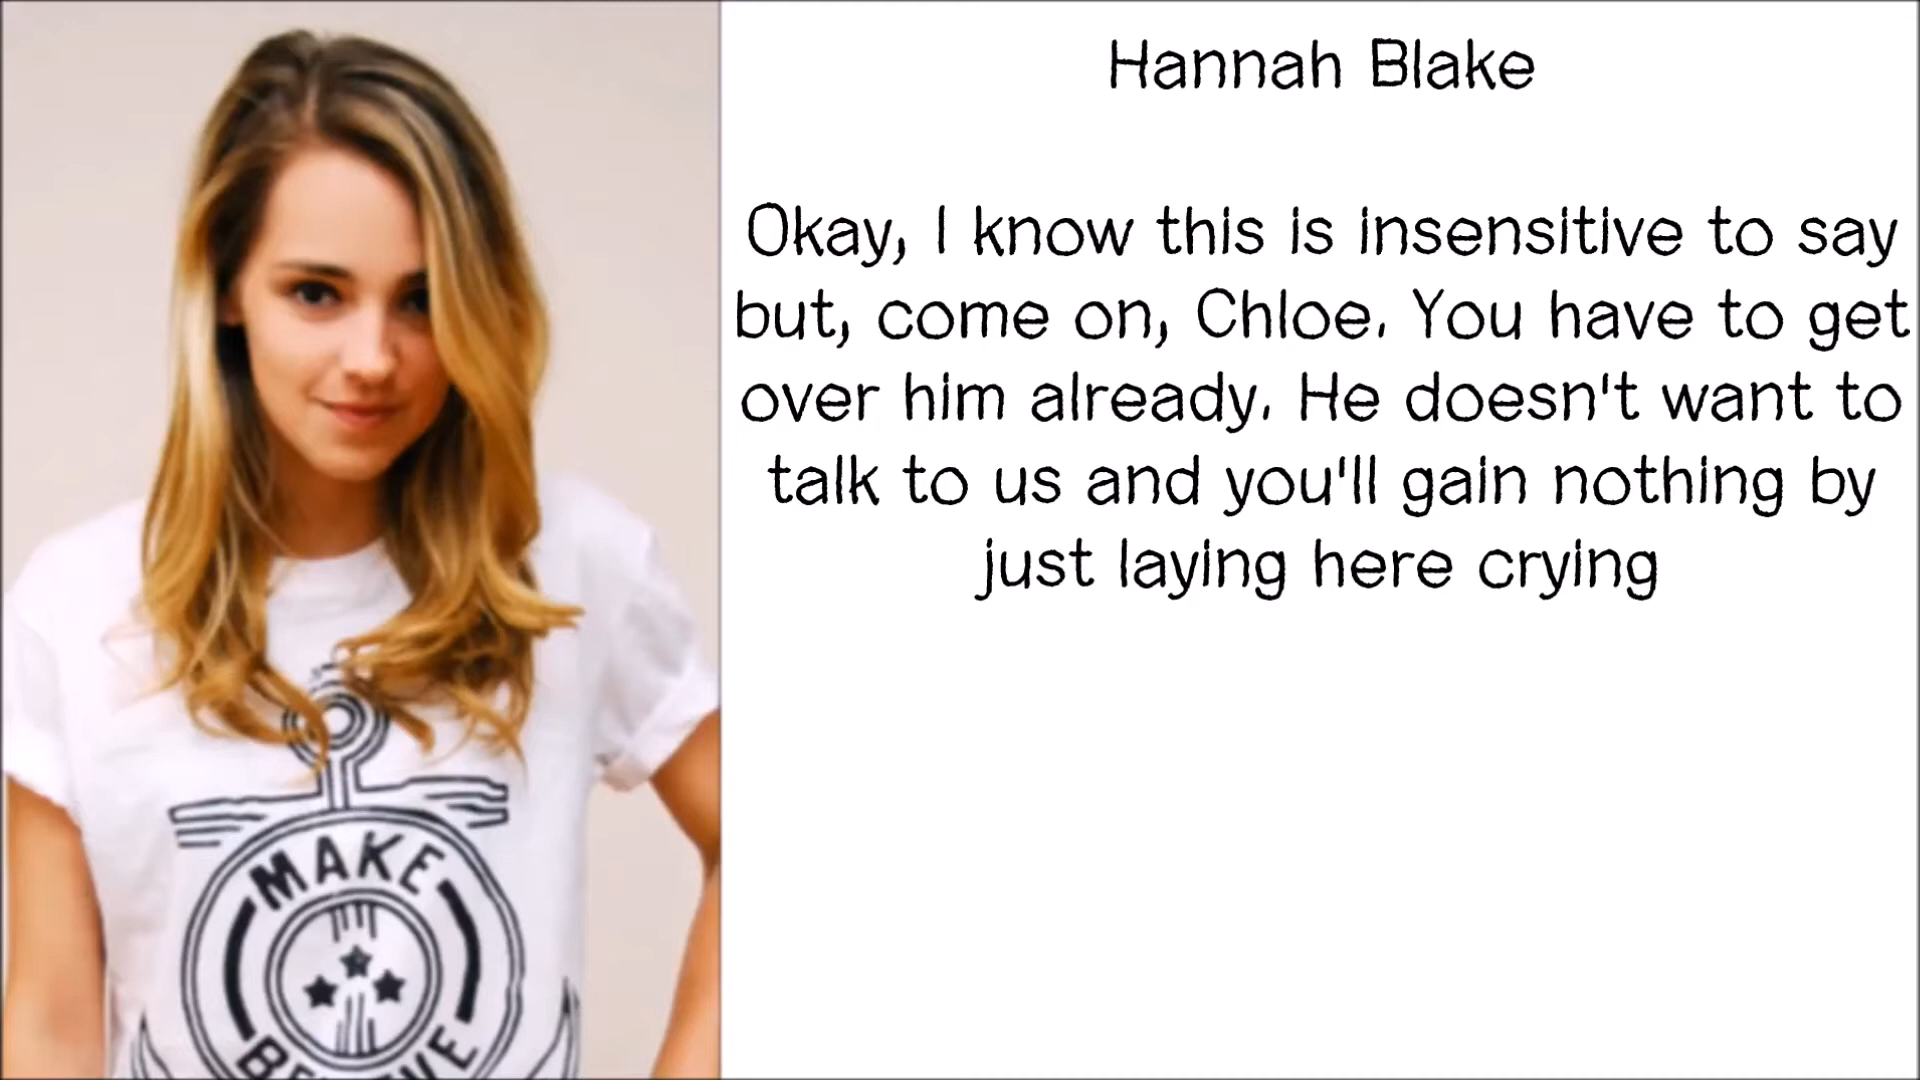 Hannah Blake
Okay, I know this is insensitive to say
but, come on, Chloe. You have to get
over him already. He doesn't want to
talk to us and you'll gain nothing by
just laying here crying
MAKE